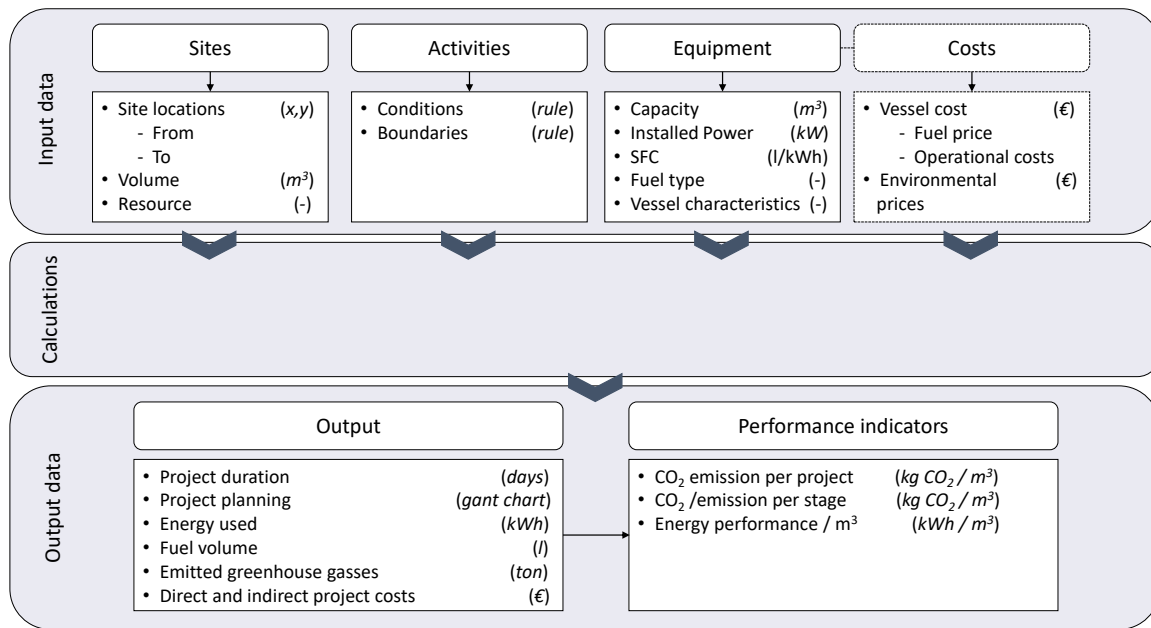 Input data
Sites
Site locations (x,y)
- From
- To
Volume (m³)
Resource (-)
Activities
Conditions (rule)
Boundaries (rule)
Equipment
Capacity (m³)
Installed Power (kW)
SFC (l/kWh)
Fuel type (-)
Vessel characteristics (-)
Costs
Vessel cost (€)
- Fuel price
- Operational costs
Environmental (€)
prices
Calculations
Output data
Output
Project duration (days)
Project planning (gant chart)
Energy used (kWh)
Fuel volume (l)
Emitted greenhouse gasses (ton)
Direct and indirect project costs (€)
Performance indicators
CO₂ emission per project (kg CO₂ / m³)
CO₂ /emission per stage (kg CO₂ / m³)
Energy performance / m³ (kWh / m³)